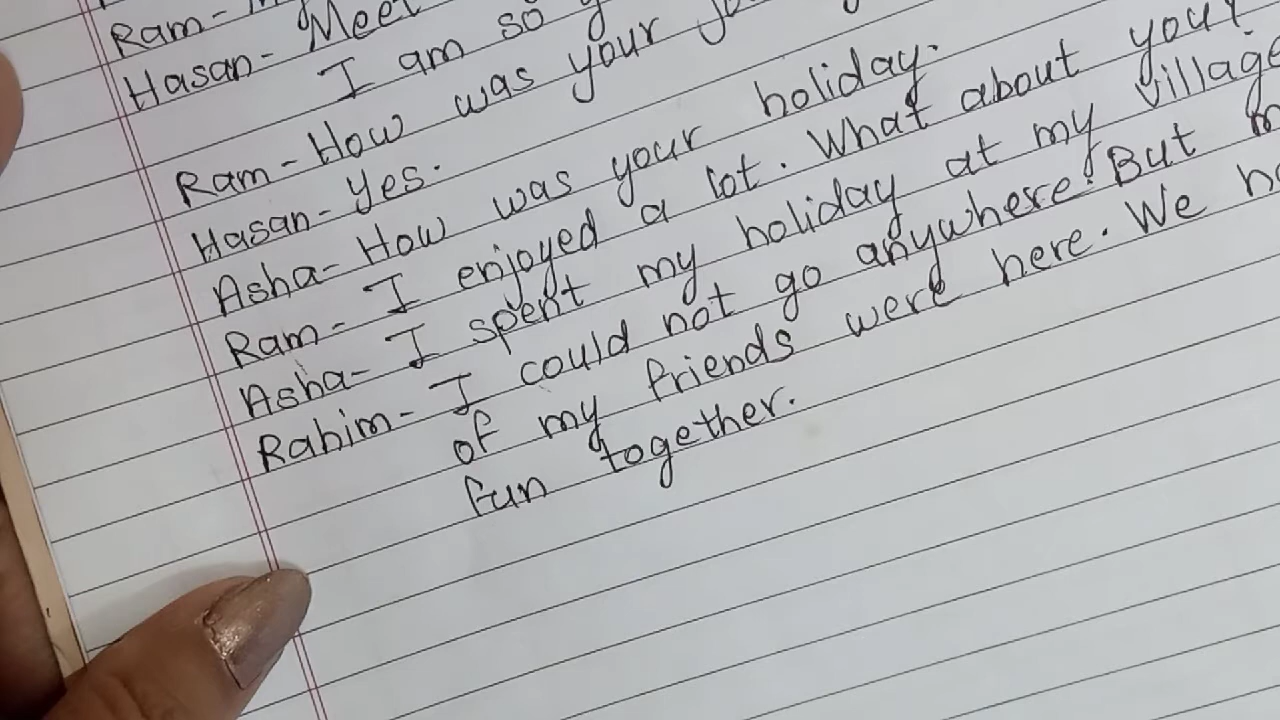 Ram-
Hasan- Meet
I am so
Ram- How was your
Hasan- Yes.
Asha- How was your holiday.
Ram- I enjoyed a lot. What about you?
Asha- I spent my holiday at my village
Rahim- I could not go anywhere. But
of my friends were here. We
fun together.